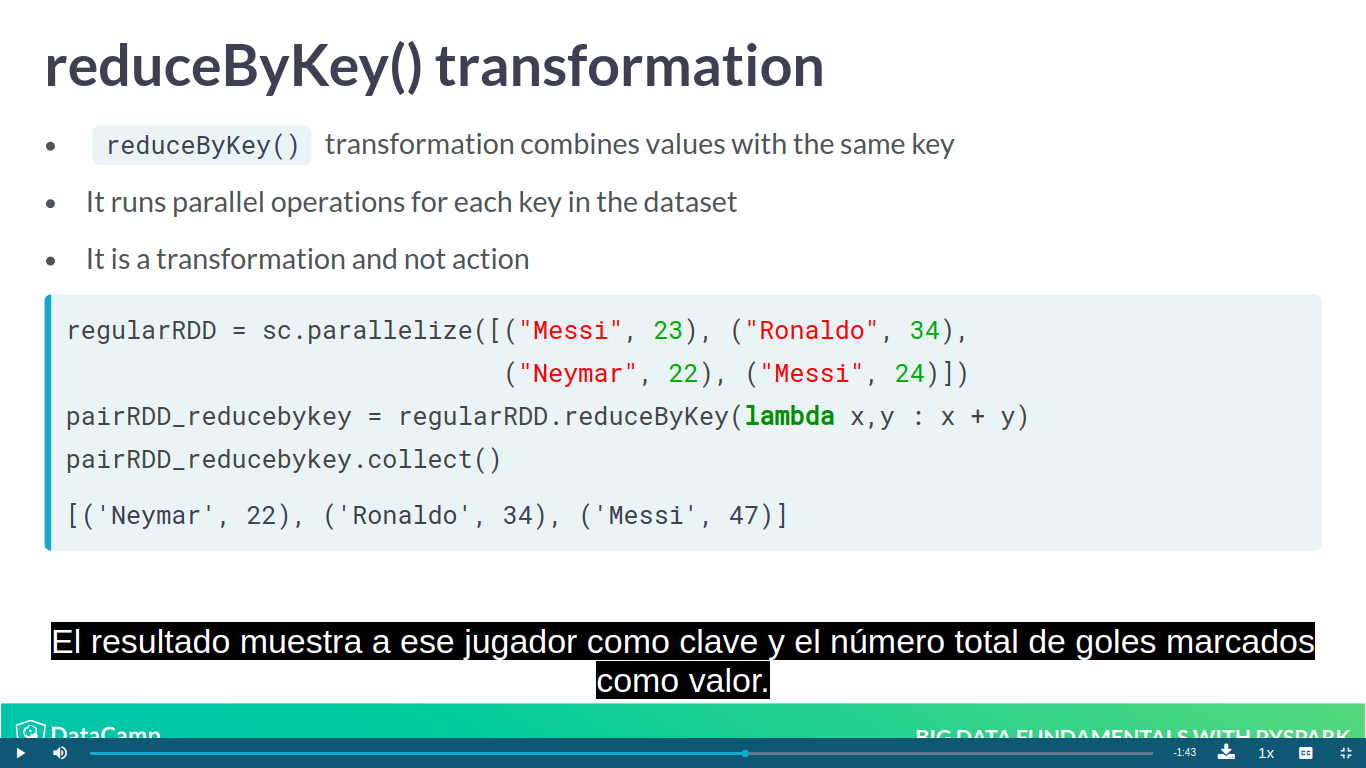 reduceByKey() transformation
• reduceByKey() transformation combines values with the same key
• It runs parallel operations for each key in the dataset
• It is a transformation and not action
regularRDD = sc.parallelize([("Messi", 23), ("Ronaldo", 34),
("Neymar", 22), ("Messi", 24)])
pairRDD_reducebykey = regularRDD.reduceByKey(lambda x,y : x + y)
pairRDD_reducebykey.collect()
[('Neymar', 22), ('Ronaldo', 34), ('Messi', 47)]
El resultado muestra a ese jugador como clave y el número total de goles marcados
como valor.
DataCamp BIG DATA FUNDAMENTALS WITH PYSPARK
-1:43 1x CC